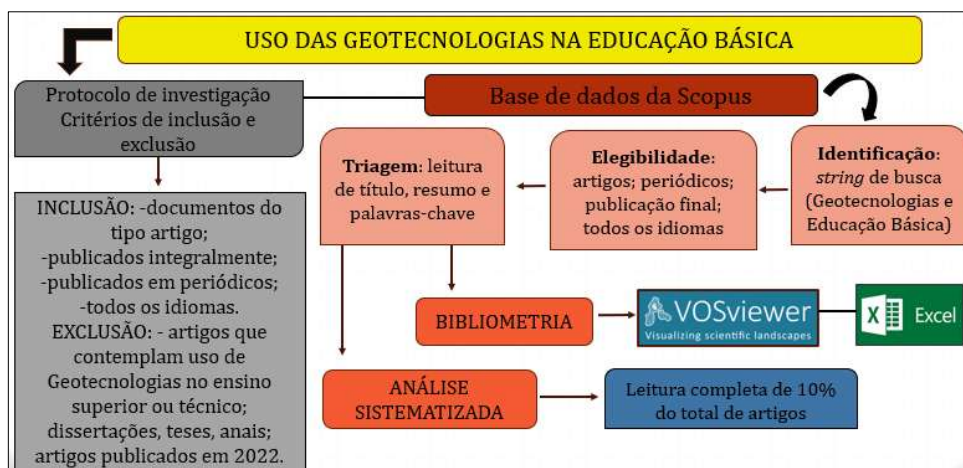 USO DAS GEOTECNOLOGIAS NA EDUCAÇÃO BÁSICA
Protocolo de investigação
Critérios de inclusão e
exclusão
Base de dados da Scopus
Triagem: leitura
de título, resumo e
palavras-chave
Elegibilidade:
artigos; periódicos;
publicação final;
todos os idiomas
Identificação:
string de busca
(Geotecnologias e
Educação Básica)
INCLUSÃO: -documentos do
tipo artigo;
-publicados integralmente;
-publicados em periódicos;
-todos os idiomas.
EXCLUSÃO: - artigos que
contemplam uso de
Geotecnologias no ensino
superior ou técnico;
dissertações, teses, anais;
artigos publicados em 2022.
BIBLIOMETRIA
VOSviewer
Visualizing scientific landscapes
X
Excel
ANÁLISE
SISTEMATIZADA
Leitura completa de 10%
do total de artigos